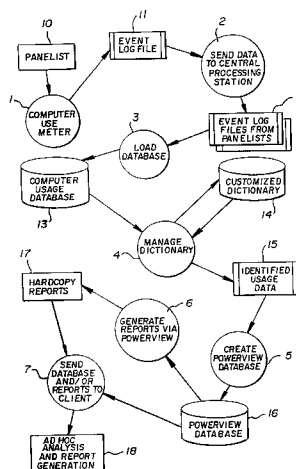 10
PANELIST
11
EVENT
LOG FILE
2
SEND DATA
TO CENTRAL
PROCESSING
STATION
1
COMPUTER
USE
METER
3
LOAD
DATABASE
EVENT LOG
FILES FROM
PANELISTS
COMPUTER
USAGE
DATABASE
13
CUSTOMIZED
DICTIONARY
14
MANAGE
DICTIONARY
4
15
IDENTIFIED
USAGE
DATA
17
HARDCOPY
REPORTS
6
GENERATE
REPORTS VIA
POWERVIEW
CREATE
POWERVIEW
DATABASE
5
7
SEND
DATABASE
AND/OR
REPORTS TO
CLIENT
16
POWERVIEW
DATABASE
AD HOC
ANALYSIS
AND REPORT
GENERATION
18